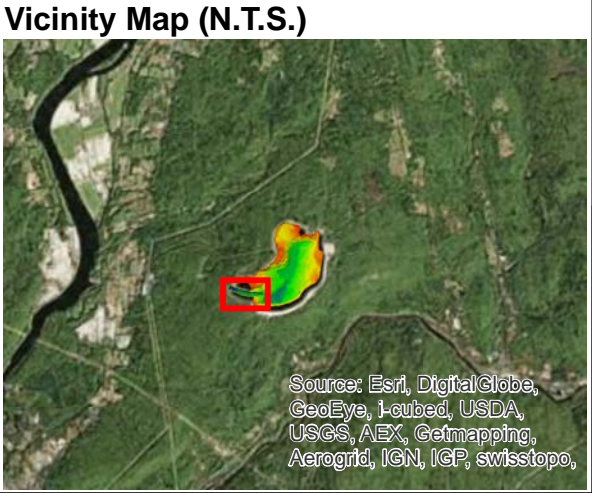 Vicinity Map (N.T.S.)
Source: Esri, DigitalGlobe,
GeoEye, i-cubed, USDA,
USGS, AEX, Getmapping,
Aerogrid, IGN, IGP, swisstopo,